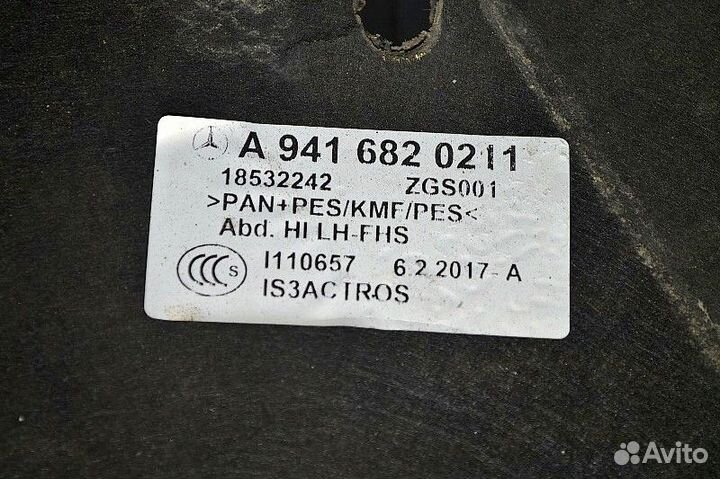 A 941 682 0211
18532242 ZGS001
>PAN+PES/KMF/PES<
Abd. HI LH-FHS
CCC S I110657 6.2.2017-A
IS3ACTROS
Avito